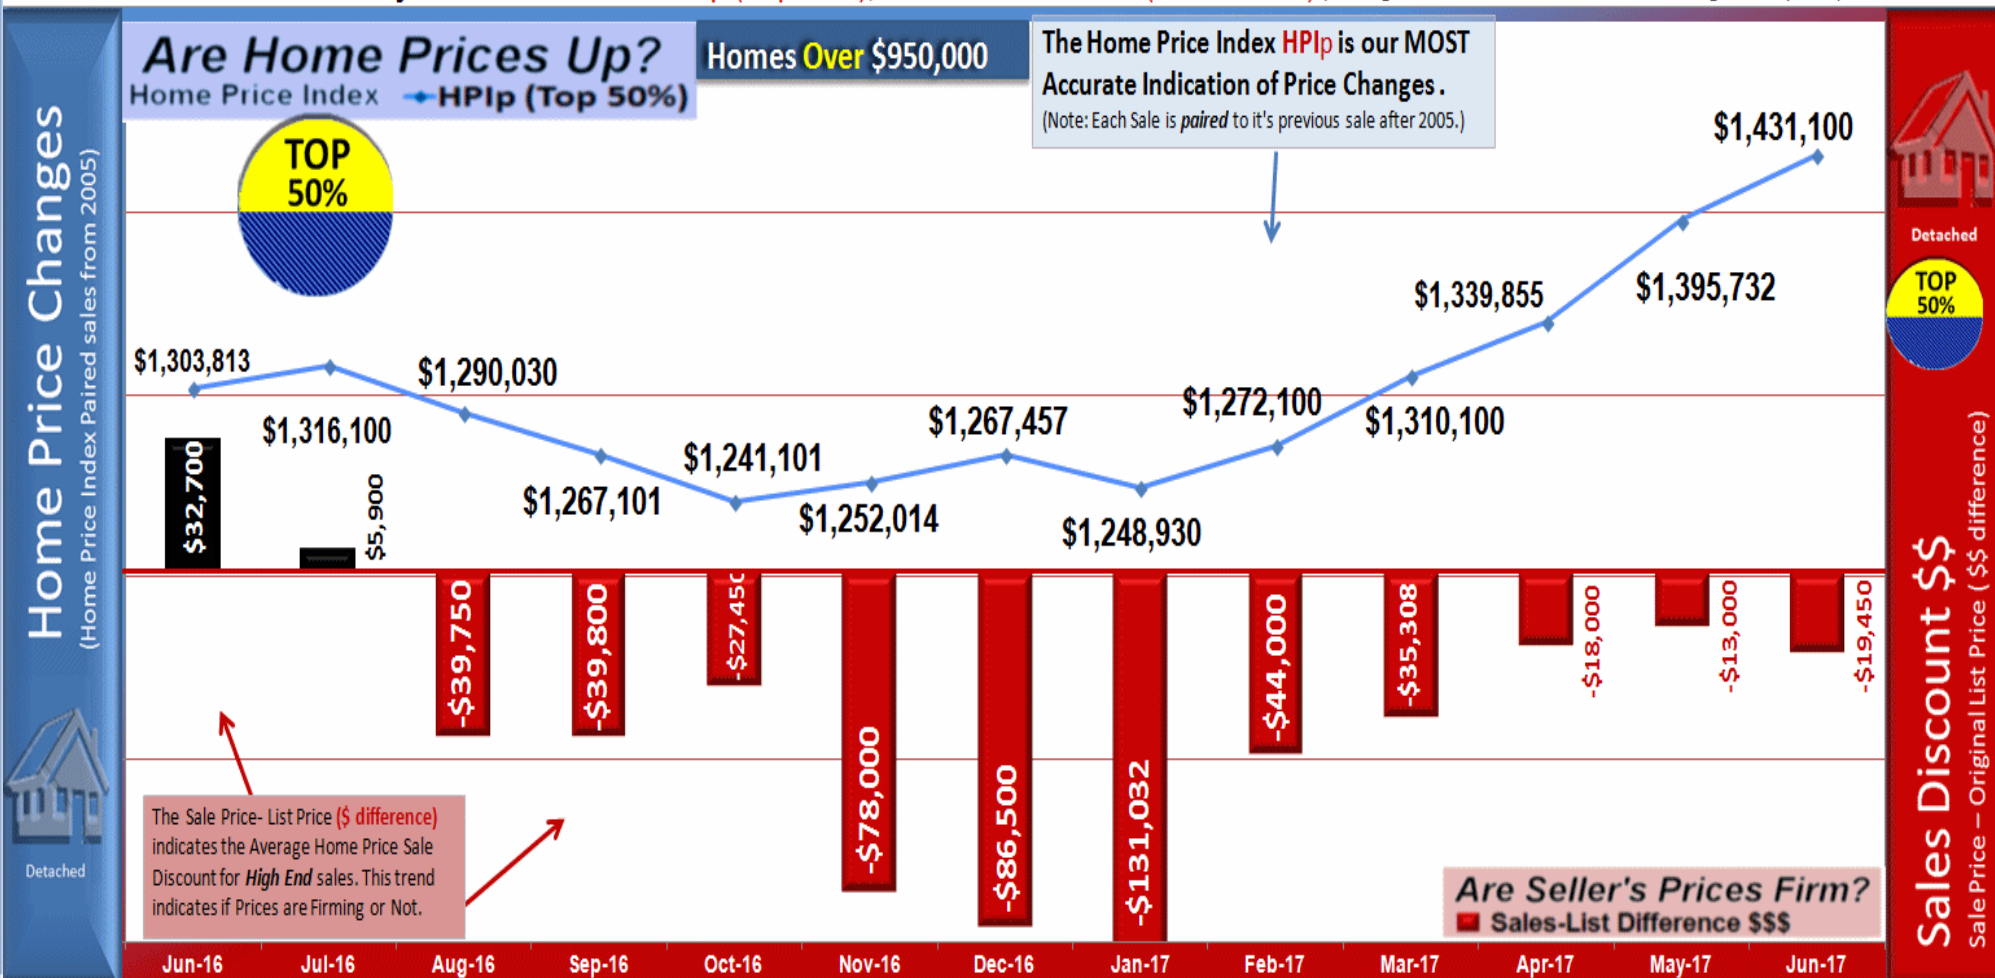 Home Price Changes
(Home Price Index Paired sales from 2005)
Detached
Are Home Prices Up?
Home Price Index HPIp (Top 50%)
Homes Over $950,000
The Home Price Index HPIp is our MOST
Accurate Indication of Price Changes .
(Note: Each Sale is paired to it's previous sale after 2005.)
TOP
50%
$1,303,813
$1,316,100
$1,290,030
$1,267,101
$1,241,101
$1,252,014
$1,267,457
$1,248,930
$1,272,100
$1,310,100
$1,339,855
$1,395,732
$1,431,100
$32,700
$5,900
-$39,750
-$39,800
-$27,450
-$78,000
-$86,500
-$131,032
-$44,000
-$35,308
-$18,000
-$13,000
-$19,450
The Sale Price- List Price ($ difference)
indicates the Average Home Price Sale
Discount for High End sales. This trend
indicates if Prices are Firming or Not.
Are Seller's Prices Firm?
Sales-List Difference $$$
Jun-16 Jul-16 Aug-16 Sep-16 Oct-16 Nov-16 Dec-16 Jan-17 Feb-17 Mar-17 Apr-17 May-17 Jun-17
Detached
TOP
50%
Sales Discount $$
Sale Price – Original List Price ( $$ difference)